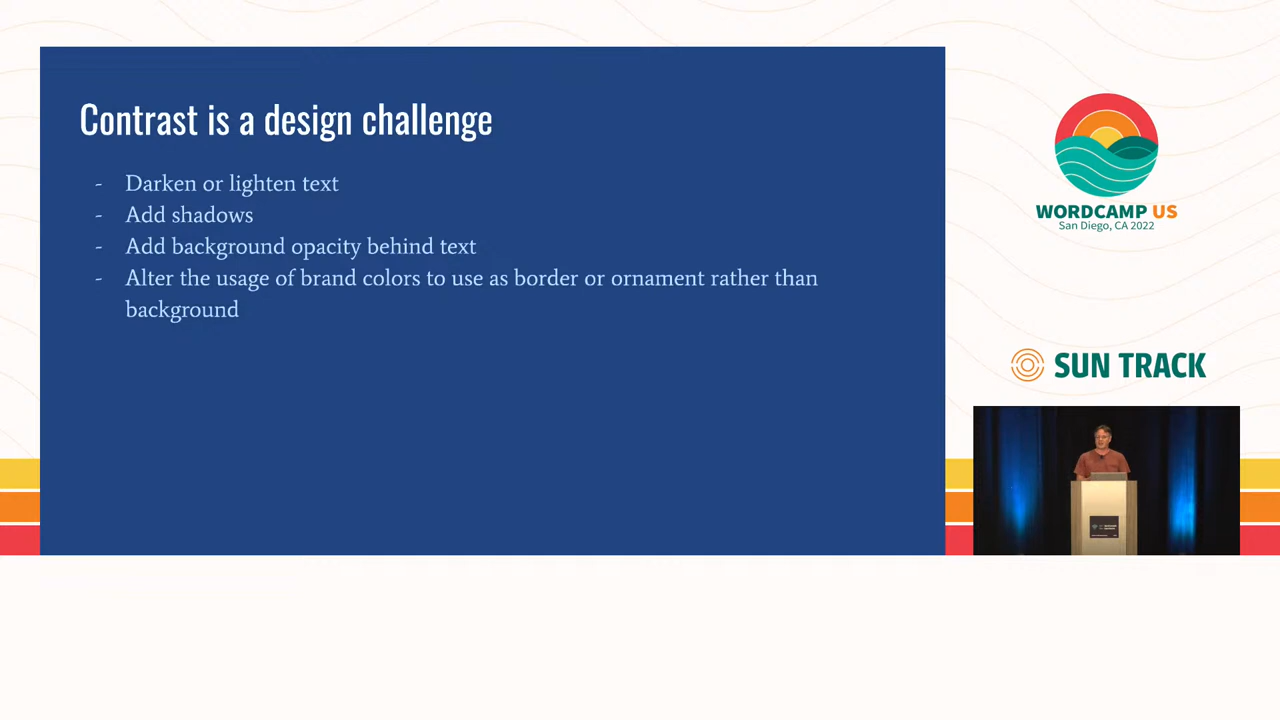 Contrast is a design challenge
- Darken or lighten text
- Add shadows
- Add background opacity behind text
- Alter the usage of brand colors to use as border or ornament rather than
background
WORDCAMP US
San Diego, CA 2022
SUN TRACK